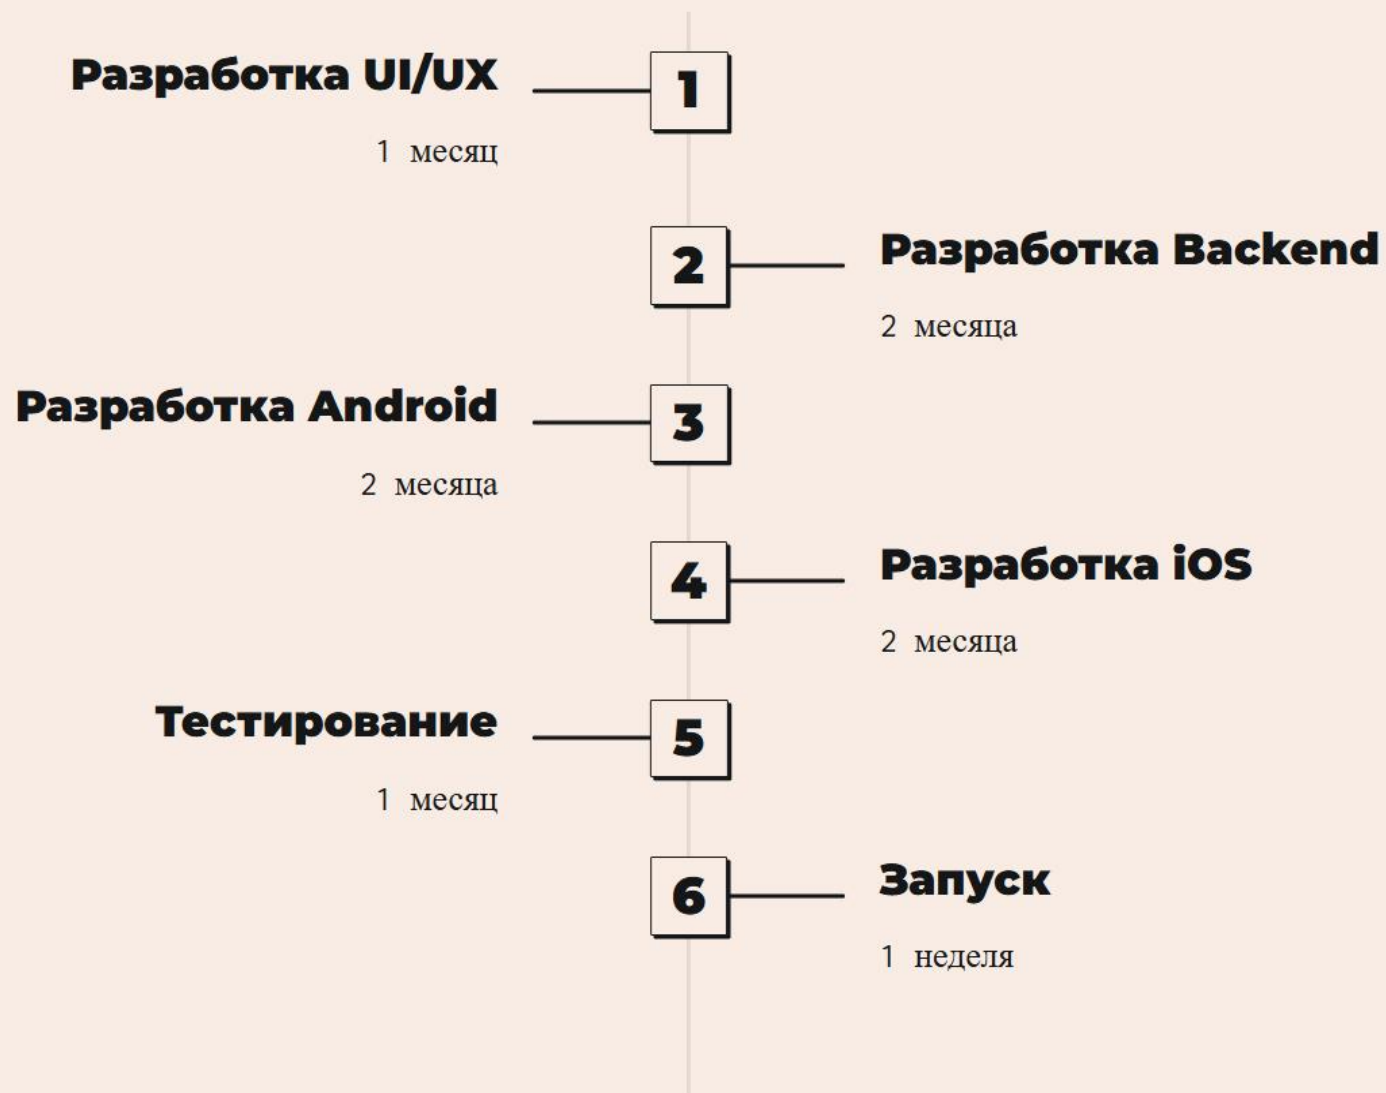 Разработка UI/UX
1
1 месяц
2
Разработка Backend
2 месяца
Разработка Android
3
2 месяца
4
Разработка iOS
2 месяца
Тестирование
5
1 месяц
6
Запуск
1 неделя